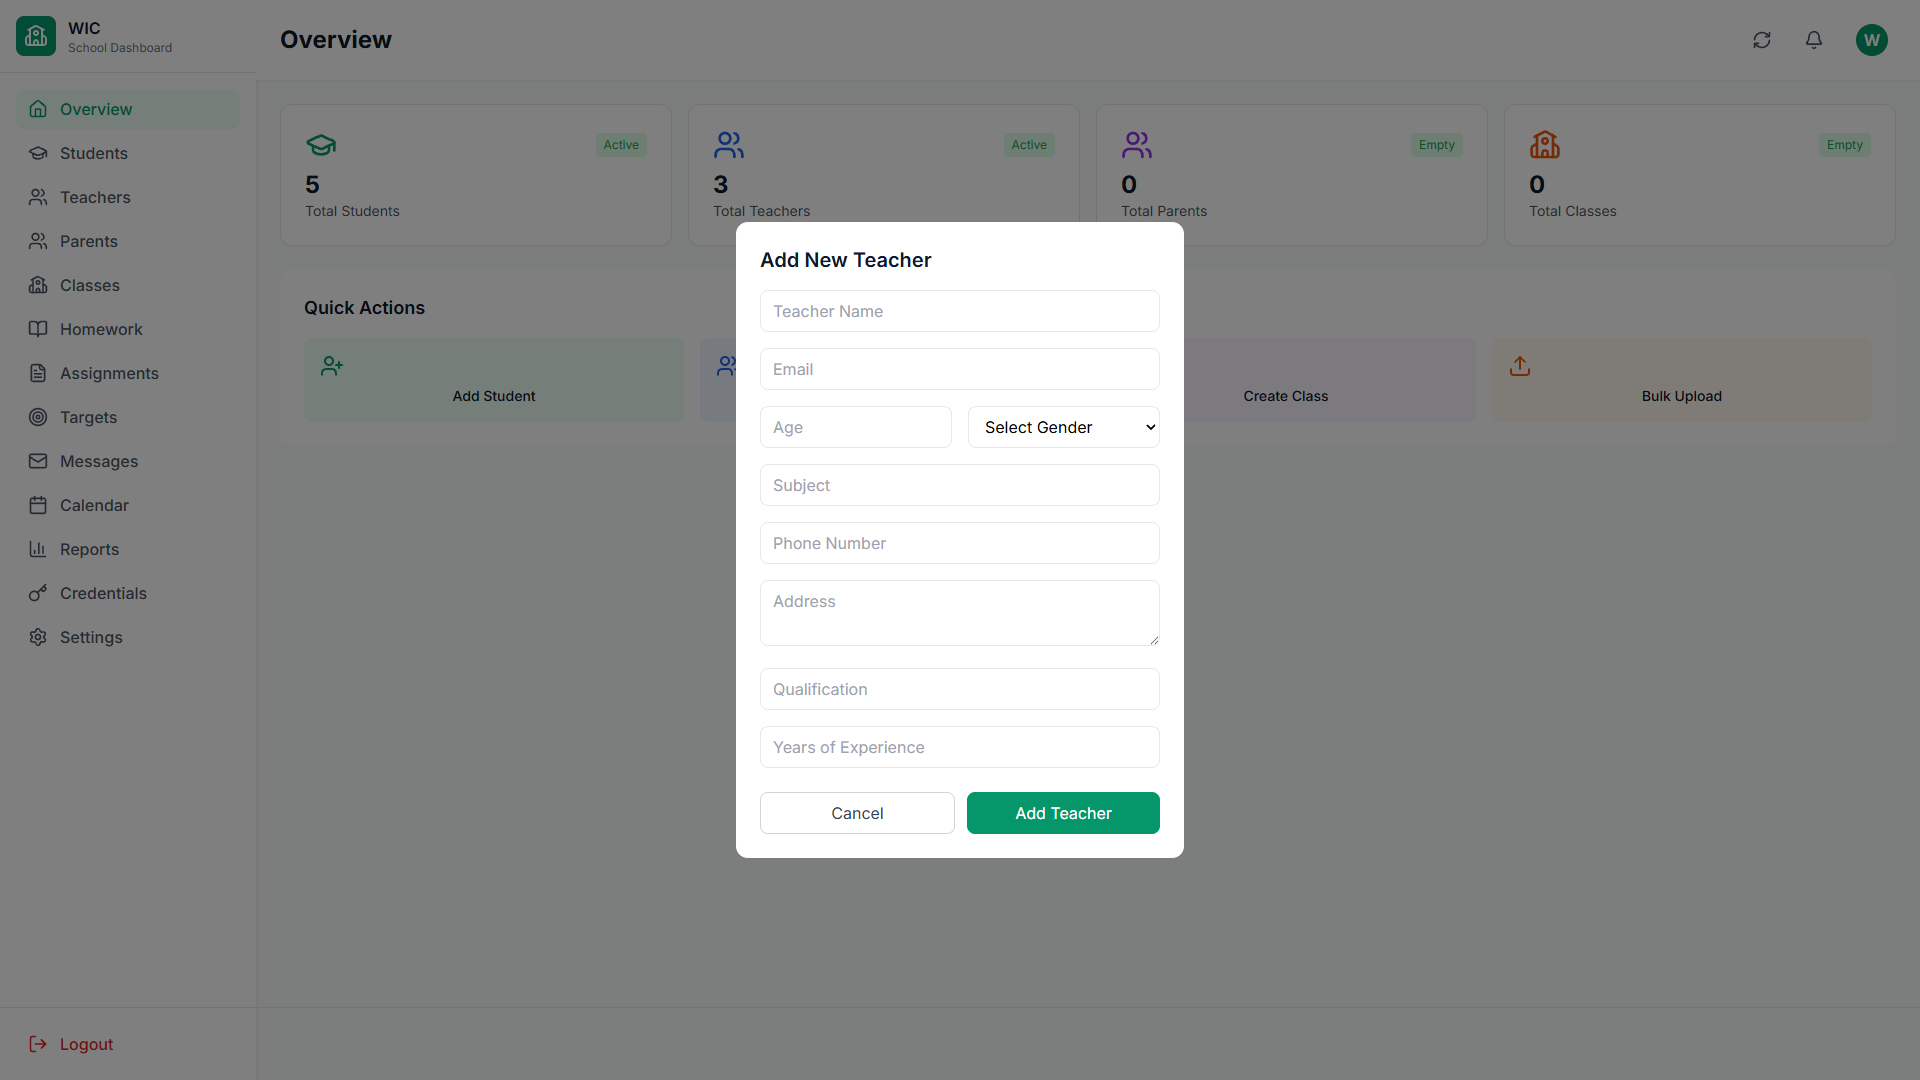 WIC
School Dashboard
Overview
Students
Teachers
Parents
Classes
Homework
Assignments
Targets
Messages
Calendar
Reports
Credentials
Settings
Logout
Overview
W
Active
5
Total Students
Active
3
Total Teachers
Empty
0
Total Parents
Empty
0
Total Classes
Quick Actions
Add Student
Create Class
Bulk Upload
Add New Teacher
Teacher Name
Email
Age
Select Gender
Subject
Phone Number
Address
Qualification
Years of Experience
Cancel
Add Teacher